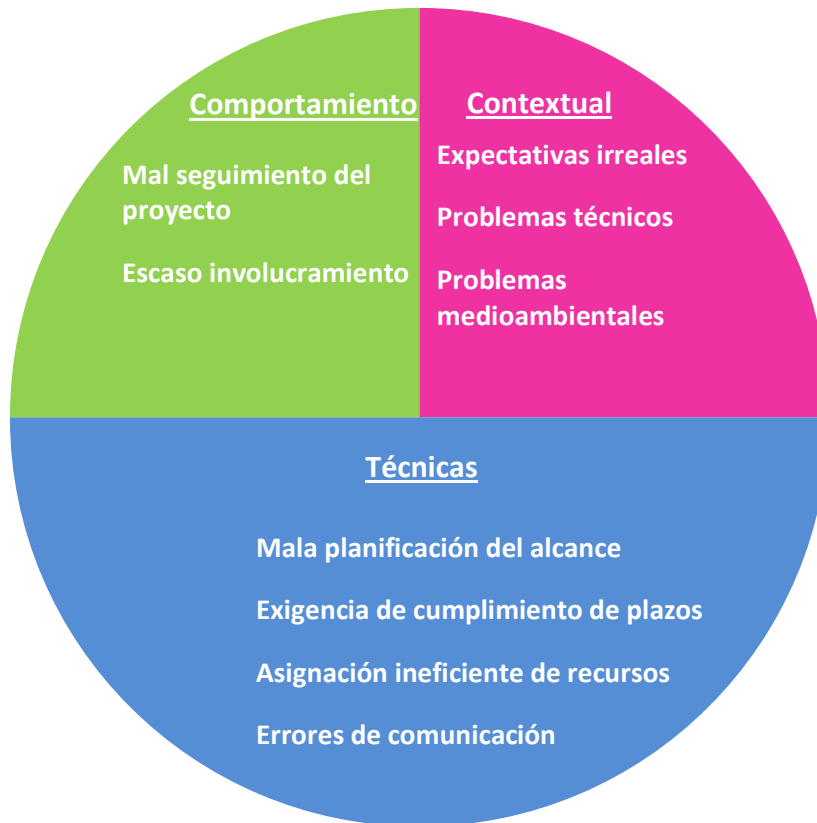 Comportamiento
Mal seguimiento del
proyecto
Escaso involucramiento
Contextual
Expectativas irreales
Problemas técnicos
Problemas
medioambientales
Técnicas
Mala planificación del alcance
Exigencia de cumplimiento de plazos
Asignación ineficiente de recursos
Errores de comunicación